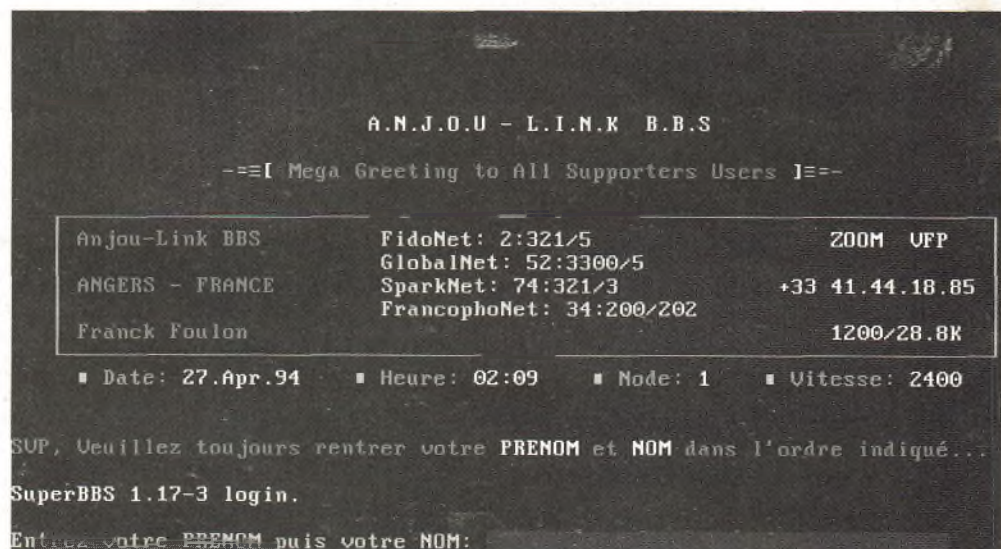 A.N.J.O.U - L.I.N.K B.B.S
-=≡[ Mega Greeting to All Supporters Users ]≡=-
Anjou-Link BBS FidoNet: 2:321/5 ZOOM VFP
GlobalNet: 52:3300/5
ANGERS - FRANCE SparkNet: 74:321/3 +33 41.44.18.85
FrancophoNet: 34:200/202
Franck Foulon 1200/28.8K
■ Date: 27.Apr.94 ■ Heure: 02:09 ■ Node: 1 ■ Vitesse: 2400
SVP, Veuillez toujours rentrer votre PRENOM et NOM dans l'ordre indiqué...
SuperBBS 1.17-3 login.
Entrez votre PRENOM puis votre NOM: